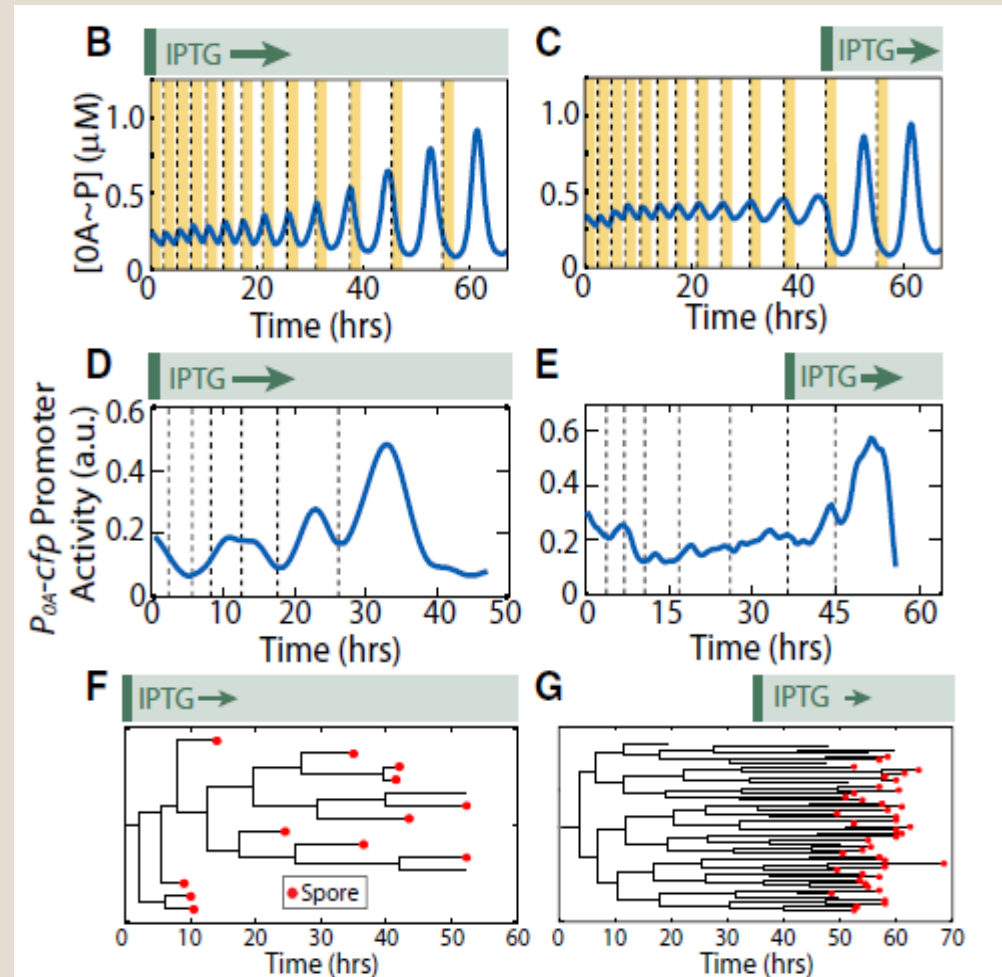 B IPTG
C IPTG
[0A~P] (μM)
1.0
0.5
0
0 20 40 60
Time (hrs)
1.0
0.5
0
0 20 40 60
Time (hrs)
D IPTG
E IPTG
P0A-cfp Promoter
Activity (a.u.)
0.6
0.4
0.2
0
0 10 20 30 40 50
Time (hrs)
0.6
0.4
0.2
0
0 15 30 45 60
Time (hrs)
F IPTG
G IPTG
Spore
0 10 20 30 40 50 60
Time (hrs)
0 10 20 30 40 50 60 70
Time (hrs)